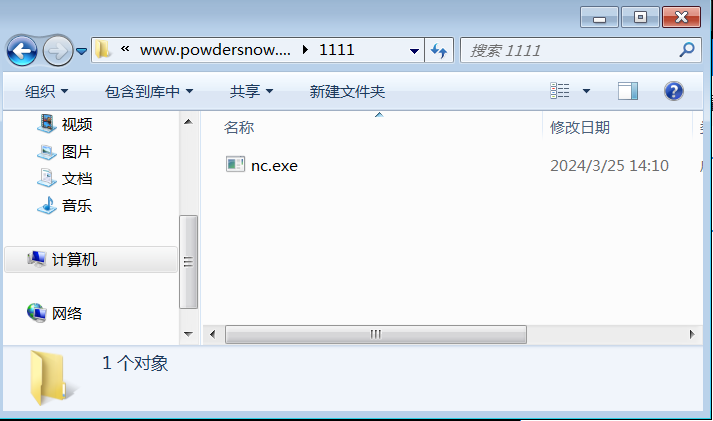 « www.powdersnow.... ▸ 1111
搜索 1111
组织 包含到库中 共享 新建文件夹
视频
图片
文档
音乐
计算机
网络
名称 修改日期
nc.exe 2024/3/25 14:10
1 个对象